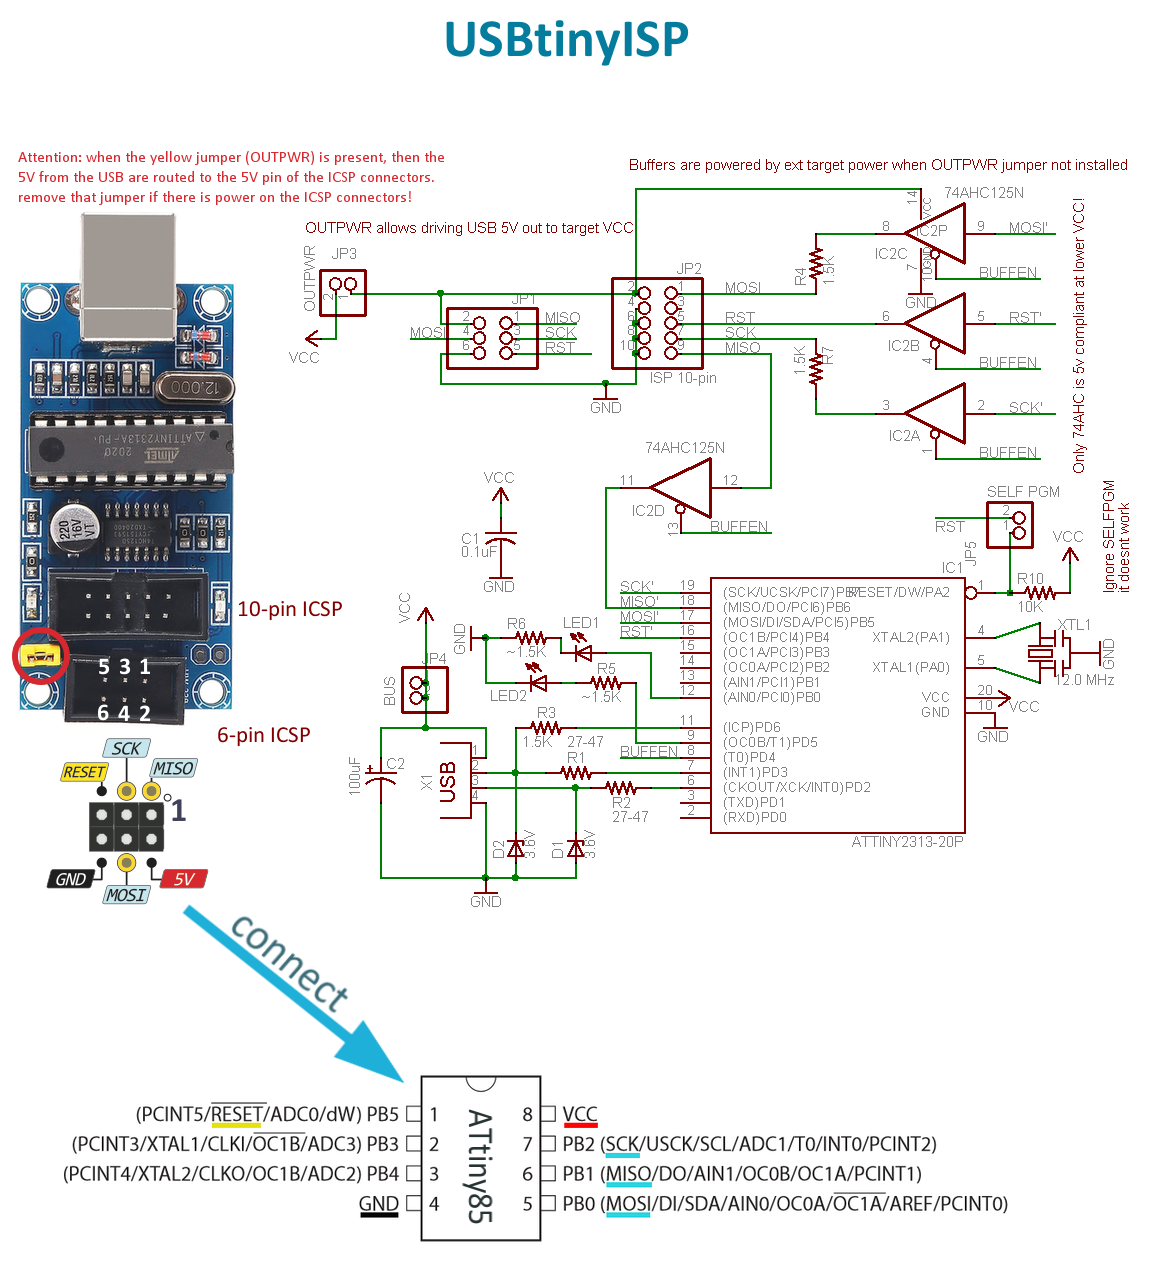 USBtinyISP
Attention: when the yellow jumper (OUTPWR) is present, then the
5V from the USB are routed to the 5V pin of the ICSP connectors.
remove that jumper if there is power on the ICSP connectors!
Buffers are powered by ext target power when OUTPWR jumper not installed
OUTPWR allows driving USB 5V out to target VCC
OUTPWR
JP3
2
1
VCC
JP1
2
4
6
1
3
5
MOSI
MISO
SCK
RST
JP2
2
4
6
8
10
1
3
5
7
9
MOSI
RST
SCK
MISO
ISP 10-pin
GND
R4
1.5K
1.5K
R7
74AHC125N
14
VCC
IC2P
8
9
MOSI'
IC2C
7
GND
10
BUFFEN
GND
6
5
RST'
IC2B
4
BUFFEN
3
2
SCK'
IC2A
1
BUFFEN
Only 74AHC is 5v compliant at lower VCC!
74AHC125N
11
12
IC2D
13
BUFFEN
VCC
C1
0.1uF
GND
SELF PGM
RST
2
1
JP5
VCC
Ignore SELFPGM
it doesnt work
IC1
R10
10K
SCK'
MISO'
MOSI'
RST'
19
18
17
16
15
14
13
12
11
9
8
7
6
3
2
(SCK/UCSK/PCI7)PB7
(MISO/DO/PCI6)PB6
(MOSI/DI/SDA/PCI5)PB5
(OC1B/PCI4)PB4
(OC1A/PCI3)PB3
(OC0A/PCI2)PB2
(AIN1/PCI1)PB1
(AIN0/PCI0)PB0
(ICP)PD6
(OC0B/T1)PD5
(T0)PD4
(INT1)PD3
(CKOUT/XCK/INT0)PD2
(TXD)PD1
(RXD)PD0
RESET/DW/PA2
1
XTAL2(PA1)
4
XTAL1(PA0)
5
VCC
20
GND
10
VCC
GND
XTL1
GND
12.0 MHz
ATTINY2313-20P
VCC
GND
R6
~1.5K
LED1
LED2
R5
~1.5K
JP4
BUS
R3
1.5K
27-47
R1
BUFFEN
R2
27-47
100uF
+
C2
X1
USB
1
2
3
4
D2
3.6V
D1
3.6V
GND
12.000
ATTINY2313A-PU
2020
ATMEL
220
16V
VT
10-pin ICSP
5 3 1
6 4 2
6-pin ICSP
SCK
RESET
MISO
1
GND
MOSI
5V
connect
ATtiny85
(PCINT5/RESET/ADC0/dW) PB5 1
(PCINT3/XTAL1/CLKI/OC1B/ADC3) PB3 2
(PCINT4/XTAL2/CLKO/OC1B/ADC2) PB4 3
GND 4
8 VCC
7 PB2 (SCK/USCK/SCL/ADC1/T0/INT0/PCINT2)
6 PB1 (MISO/DO/AIN1/OC0B/OC1A/PCINT1)
5 PB0 (MOSI/DI/SDA/AIN0/OC0A/OC1A/AREF/PCINT0)